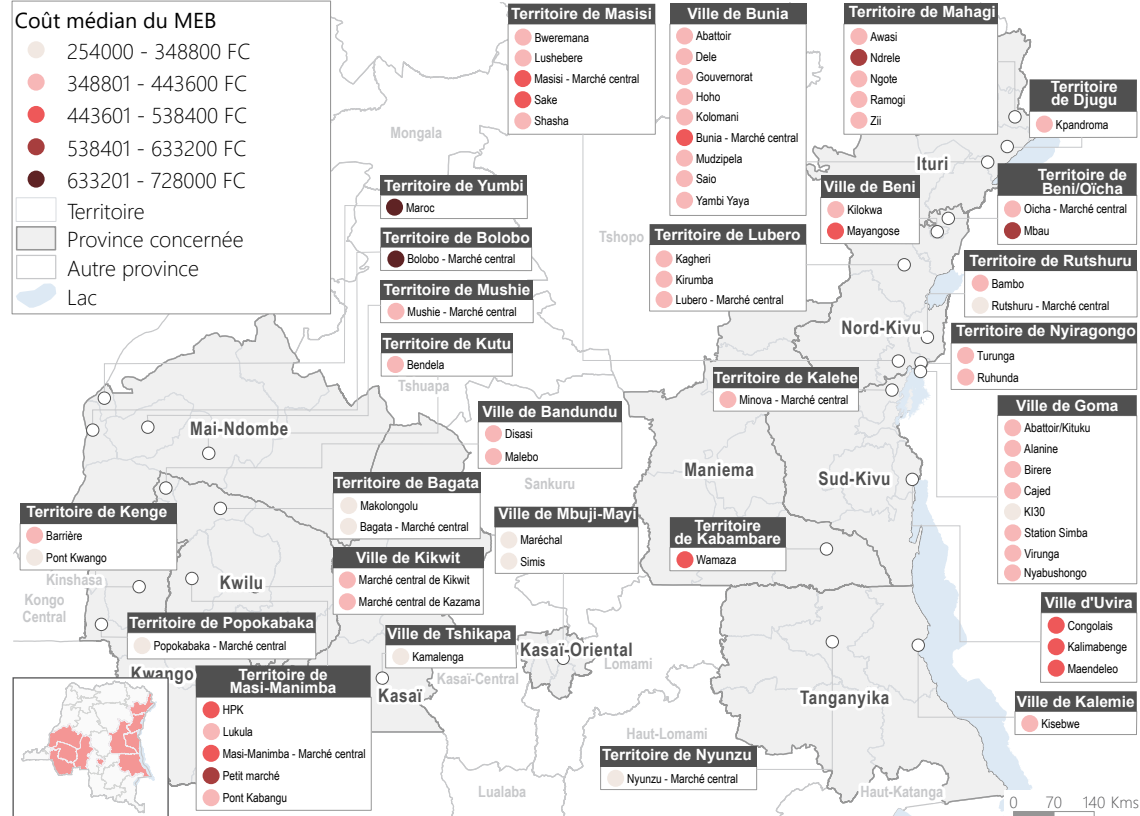 Coût médian du MEB
254000 - 348800 FC
348801 - 443600 FC
443601 - 538400 FC
538401 - 633200 FC
633201 - 728000 FC
Territoire
Province concernée
Autre province
Lac
Territoire de Masisi
Bweremana
Lushebere
Masisi - Marché central
Sake
Shasha
Ville de Bunia
Abattoir
Dele
Gouvernorat
Hoho
Kolomani
Bunia - Marché central
Mudzipela
Saio
Yambi Yaya
Territoire de Mahagi
Awasi
Ndrele
Ngote
Ramogi
Zii
Territoire
de Djugu
Kpandroma
Mongala
Ituri
Territoire de Yumbi
Maroc
Territoire de Bolobo
Bolobo - Marché central
Territoire de Mushie
Mushie - Marché central
Territoire de Kutu
Bendela
Tshopo
Ville de Beni
Kilokwa
Mayangose
Territoire de
Beni/Oïcha
Oicha - Marché central
Mbau
Territoire de Lubero
Kagheri
Kirumba
Lubero - Marché central
Territoire de Rutshuru
Bambo
Rutshuru - Marché central
Nord-Kivu
Territoire de Nyiragongo
Turunga
Ruhunda
Territoire de Kalehe
Minova - Marché central
Tshuapa
Mai-Ndombe
Ville de Bandundu
Disasi
Malebo
Ville de Goma
Abattoir/Kituku
Alanine
Birere
Cajed
KI30
Station Simba
Virunga
Nyabushongo
Maniema
Sud-Kivu
Sankuru
Territoire de Bagata
Makolongolu
Bagata - Marché central
Territoire de Kenge
Barrière
Pont Kwango
Ville de Mbuji-Mayi
Maréchal
Simis
Territoire
de Kabambare
Wamaza
Ville de Kikwit
Marché central de Kikwit
Marché central de Kazama
Kinshasa
Kongo
Central
Kwilu
Ville d'Uvira
Congolais
Kalimabenge
Maendeleo
Territoire de Popokabaka
Popokabaka - Marché central
Ville de Tshikapa
Kamalenga
Kasaï-Oriental
Lomami
Kasaï-Central
Kwango
Kasaï
Territoire de
Masi-Manimba
HPK
Lukula
Masi-Manimba - Marché central
Petit marché
Pont Kabangu
Tanganyika
Ville de Kalemie
Kisebwe
Haut-Lomami
Territoire de Nyunzu
Nyunzu - Marché central
Lualaba
Haut-Katanga
0 70 140 Kms